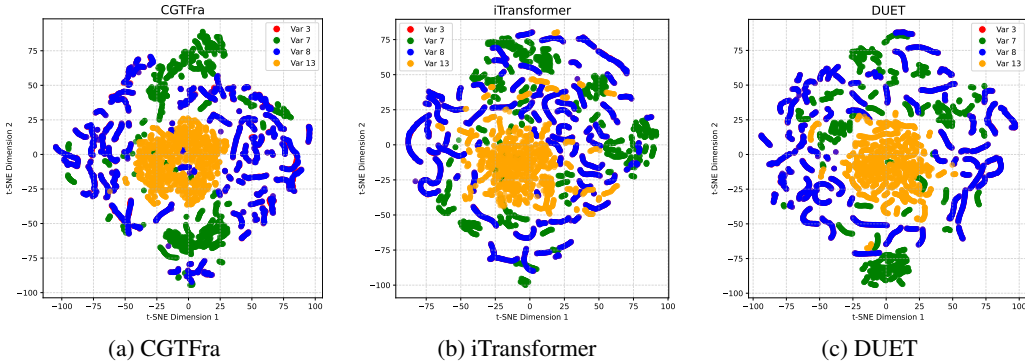 CGTFra
Var 3
Var 7
Var 8
Var 13
75
50
25
0
−25
−50
−75
−100
t-SNE Dimension 2
−100 −75 −50 −25 0 25 50 75 100
t-SNE Dimension 1
(a) CGTFra
iTransformer
Var 3
Var 7
Var 8
Var 13
75
50
25
0
−25
−50
−75
−100
t-SNE Dimension 2
−75 −50 −25 0 25 50 75 100
t-SNE Dimension 1
(b) iTransformer
DUET
Var 3
Var 7
Var 8
Var 13
75
50
25
0
−25
−50
−75
−100
t-SNE Dimension 2
−100 −75 −50 −25 0 25 50 75 100
t-SNE Dimension 1
(c) DUET